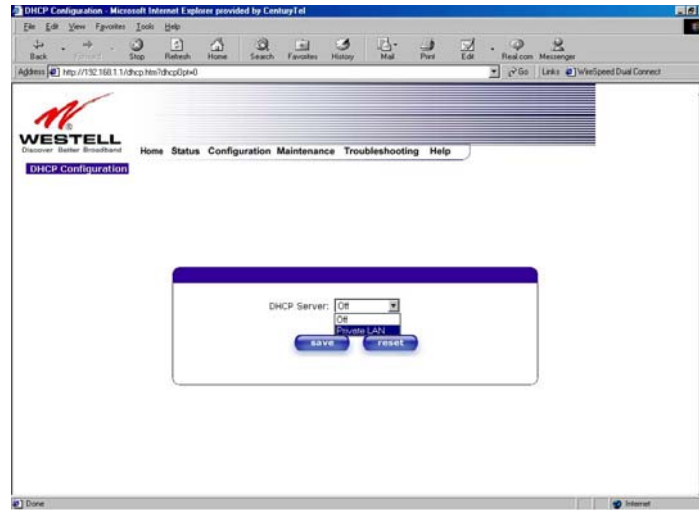 DHCP Configuration - Microsoft Internet Explorer provided by CenturyTel
File Edit View Favorites Tools Help
Back Forward Stop Refresh Home Search Favorites History Mail Print Edit Real.com Messenger
Address http://192.168.1.1/dhcp.htm?dhcpOpt=0 Go Links WireSpeed Dual Connect
WESTELL
Discover Better Broadband
Home Status Configuration Maintenance Troubleshooting Help
DHCP Configuration
DHCP Server: Off
Off
Private LAN
save reset
Done Internet